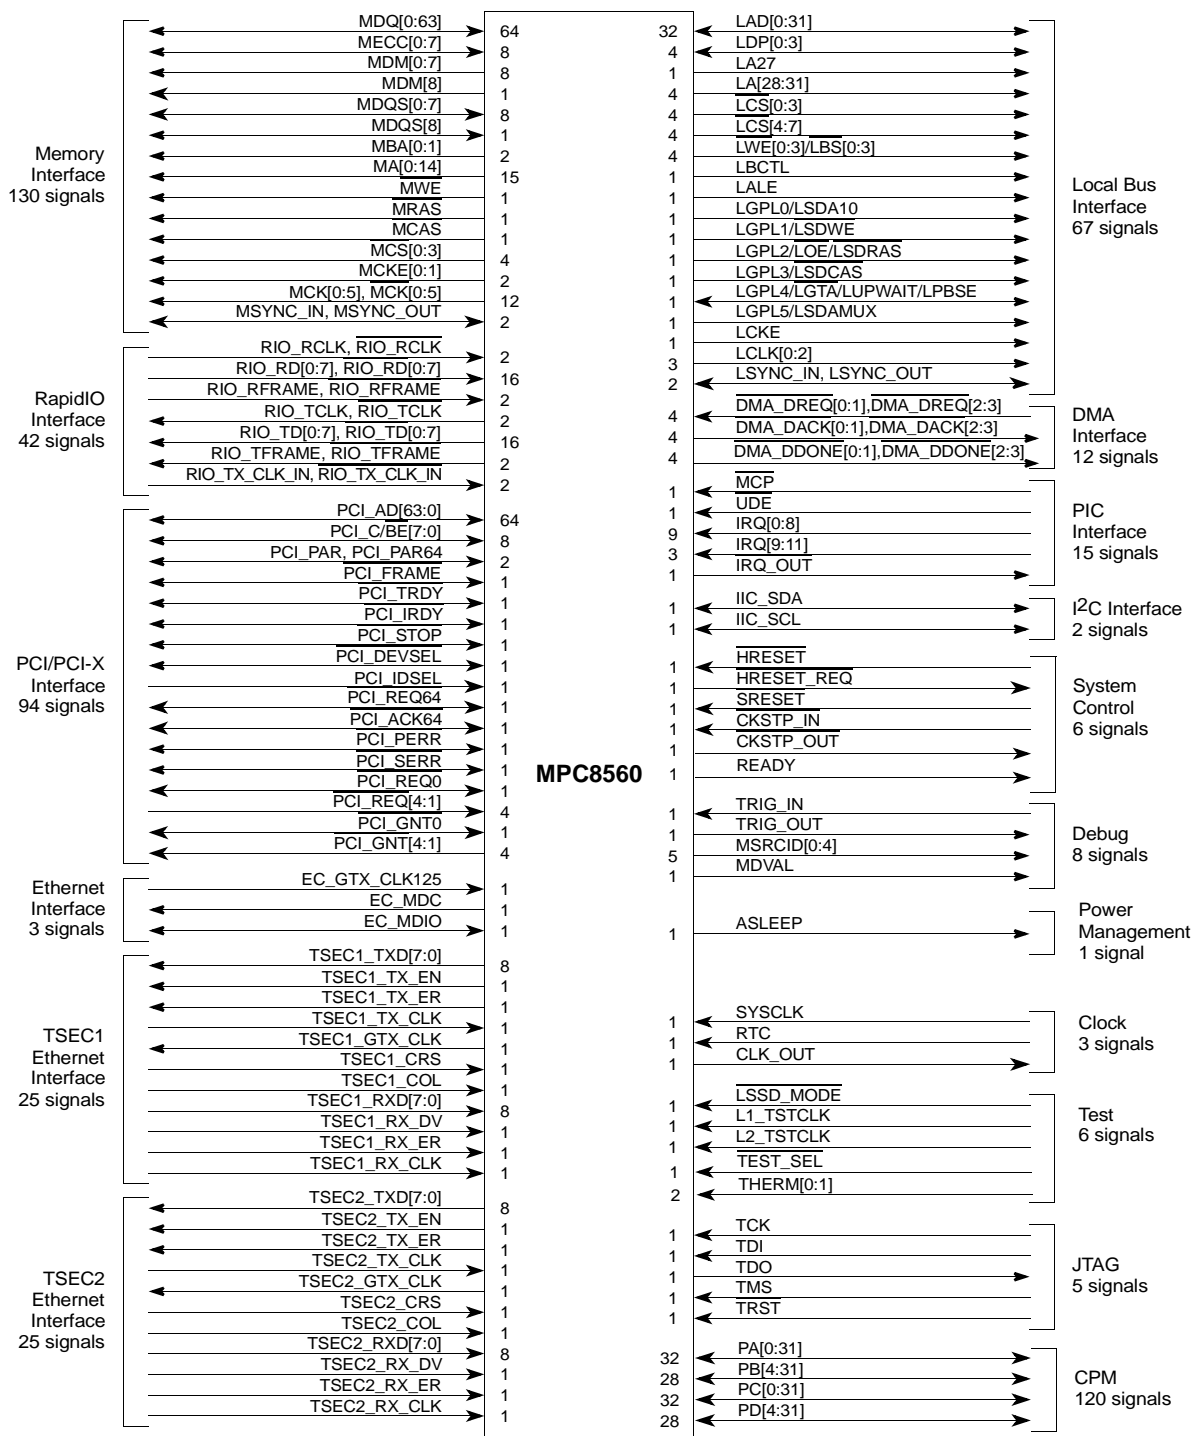 MDQ[0:63] 64
MECC[0:7] 8
MDM[0:7] 8
MDM[8] 1
MDQS[0:7] 8
MDQS[8] 1
MBA[0:1] 2
MA[0:14] 15
MWE 1
MRAS 1
MCAS 1
MCS[0:3] 4
MCKE[0:1] 2
MCK[0:5], MCK[0:5] 12
MSYNC_IN, MSYNC_OUT 2
Memory
Interface
130 signals
RIO_RCLK, RIO_RCLK 2
RIO_RD[0:7], RIO_RD[0:7] 16
RIO_RFRAME, RIO_RFRAME 2
RIO_TCLK, RIO_TCLK 2
RIO_TD[0:7], RIO_TD[0:7] 16
RIO_TFRAME, RIO_TFRAME 2
RIO_TX_CLK_IN, RIO_TX_CLK_IN 2
RapidIO
Interface
42 signals
PCI_AD[63:0] 64
PCI_C/BE[7:0] 8
PCI_PAR, PCI_PAR64 2
PCI_FRAME 1
PCI_TRDY 1
PCI_IRDY 1
PCI_STOP 1
PCI_DEVSEL 1
PCI_IDSEL 1
PCI_REQ64 1
PCI_ACK64 1
PCI_PERR 1
PCI_SERR 1
PCI_REQ0 1
PCI_REQ[4:1] 4
PCI_GNT0 1
PCI_GNT[4:1] 4
PCI/PCI-X
Interface
94 signals
EC_GTX_CLK125 1
EC_MDC 1
EC_MDIO 1
Ethernet
Interface
3 signals
TSEC1_TXD[7:0] 8
TSEC1_TX_EN 1
TSEC1_TX_ER 1
TSEC1_TX_CLK 1
TSEC1_GTX_CLK 1
TSEC1_CRS 1
TSEC1_COL 1
TSEC1_RXD[7:0] 8
TSEC1_RX_DV 1
TSEC1_RX_ER 1
TSEC1_RX_CLK 1
TSEC1
Ethernet
Interface
25 signals
TSEC2_TXD[7:0] 8
TSEC2_TX_EN 1
TSEC2_TX_ER 1
TSEC2_TX_CLK 1
TSEC2_GTX_CLK 1
TSEC2_CRS 1
TSEC2_COL 1
TSEC2_RXD[7:0] 8
TSEC2_RX_DV 1
TSEC2_RX_ER 1
TSEC2_RX_CLK 1
TSEC2
Ethernet
Interface
25 signals
MPC8560
32 LAD[0:31]
4 LDP[0:3]
1 LA27
4 LA[28:31]
4 LCS[0:3]
4 LCS[4:7]
4 LWE[0:3]/LBS[0:3]
1 LBCTL
1 LALE
1 LGPL0/LSDA10
1 LGPL1/LSDWE
1 LGPL2/LOE/LSDRAS
1 LGPL3/LSDCAS
1 LGPL4/LGTA/LUPWAIT/LPBSE
1 LGPL5/LSDAMUX
1 LCKE
3 LCLK[0:2]
2 LSYNC_IN, LSYNC_OUT
Local Bus
Interface
67 signals
4 DMA_DREQ[0:1],DMA_DREQ[2:3]
4 DMA_DACK[0:1],DMA_DACK[2:3]
4 DMA_DDONE[0:1],DMA_DDONE[2:3]
DMA
Interface
12 signals
1 MCP
1 UDE
9 IRQ[0:8]
3 IRQ[9:11]
1 IRQ_OUT
PIC
Interface
15 signals
1 IIC_SDA
1 IIC_SCL
I2C Interface
2 signals
1 HRESET
1 HRESET_REQ
1 SRESET
1 CKSTP_IN
1 CKSTP_OUT
1 READY
System
Control
6 signals
1 TRIG_IN
1 TRIG_OUT
5 MSRCID[0:4]
1 MDVAL
Debug
8 signals
1 ASLEEP
Power
Management
1 signal
1 SYSCLK
1 RTC
1 CLK_OUT
Clock
3 signals
1 LSSD_MODE
1 L1_TSTCLK
1 L2_TSTCLK
1 TEST_SEL
2 THERM[0:1]
Test
6 signals
1 TCK
1 TDI
1 TDO
1 TMS
1 TRST
JTAG
5 signals
32 PA[0:31]
28 PB[4:31]
32 PC[0:31]
28 PD[4:31]
CPM
120 signals